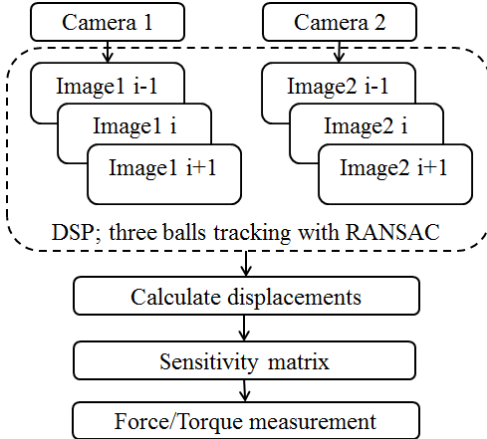 Camera 1
Camera 2
Image1 i-1
Image2 i-1
Image1 i
Image2 i
Image1 i+1
Image2 i+1
DSP; three balls tracking with RANSAC
Calculate displacements
Sensitivity matrix
Force/Torque measurement